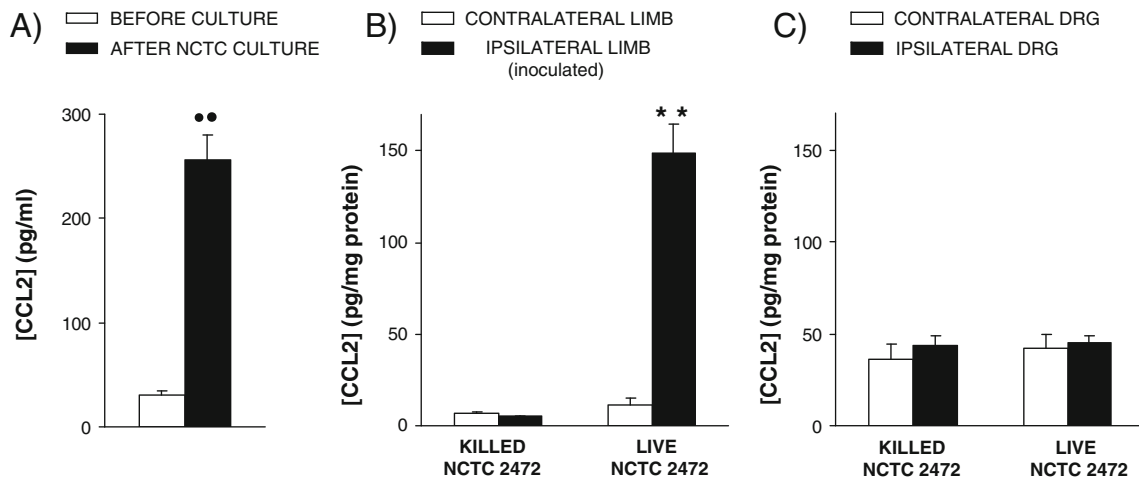 A)
BEFORE CULTURE
AFTER NCTC CULTURE
[CCL2] (pg/ml)
300
200
100
0
●●
B)
CONTRALATERAL LIMB
IPSILATERAL LIMB
(inoculated)
[CCL2] (pg/mg protein)
150
100
50
0
* *
KILLED
NCTC 2472
LIVE
NCTC 2472
C)
CONTRALATERAL DRG
IPSILATERAL DRG
[CCL2] (pg/mg protein)
150
100
50
0
KILLED
NCTC 2472
LIVE
NCTC 2472